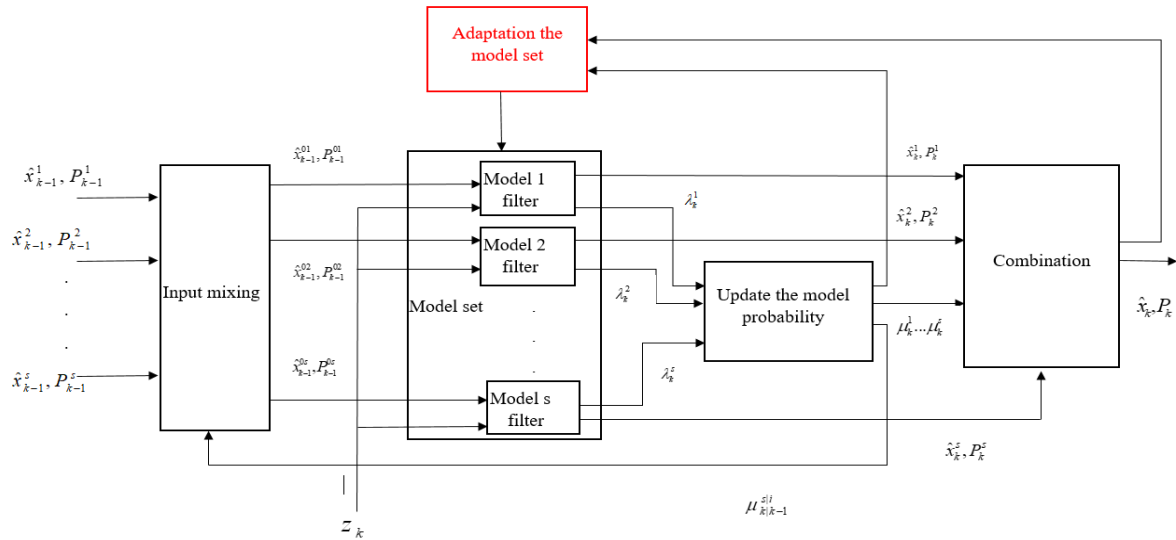 Adaptation the
model set
x̂¹ₖ₋₁, P¹ₖ₋₁
x̂²ₖ₋₁, P²ₖ₋₁
.
.
.
x̂ˢₖ₋₁, Pˢₖ₋₁
Input mixing
x̂⁰¹ₖ₋₁, P⁰¹ₖ₋₁
x̂⁰²ₖ₋₁, P⁰²ₖ₋₁
x̂⁰ˢₖ₋₁, P⁰ˢₖ₋₁
Model 1
filter
Model 2
filter
Model set
.
.
.
Model s
filter
zₖ
λ¹ₖ
λ²ₖ
λˢₖ
Update the model
probability
x̂¹ₖ, P¹ₖ
x̂²ₖ, P²ₖ
μ¹ₖ...μˢₖ
x̂ˢₖ, Pˢₖ
μˢ|ⁱₖ|ₖ₋₁
Combination
x̂ₖ, Pₖ